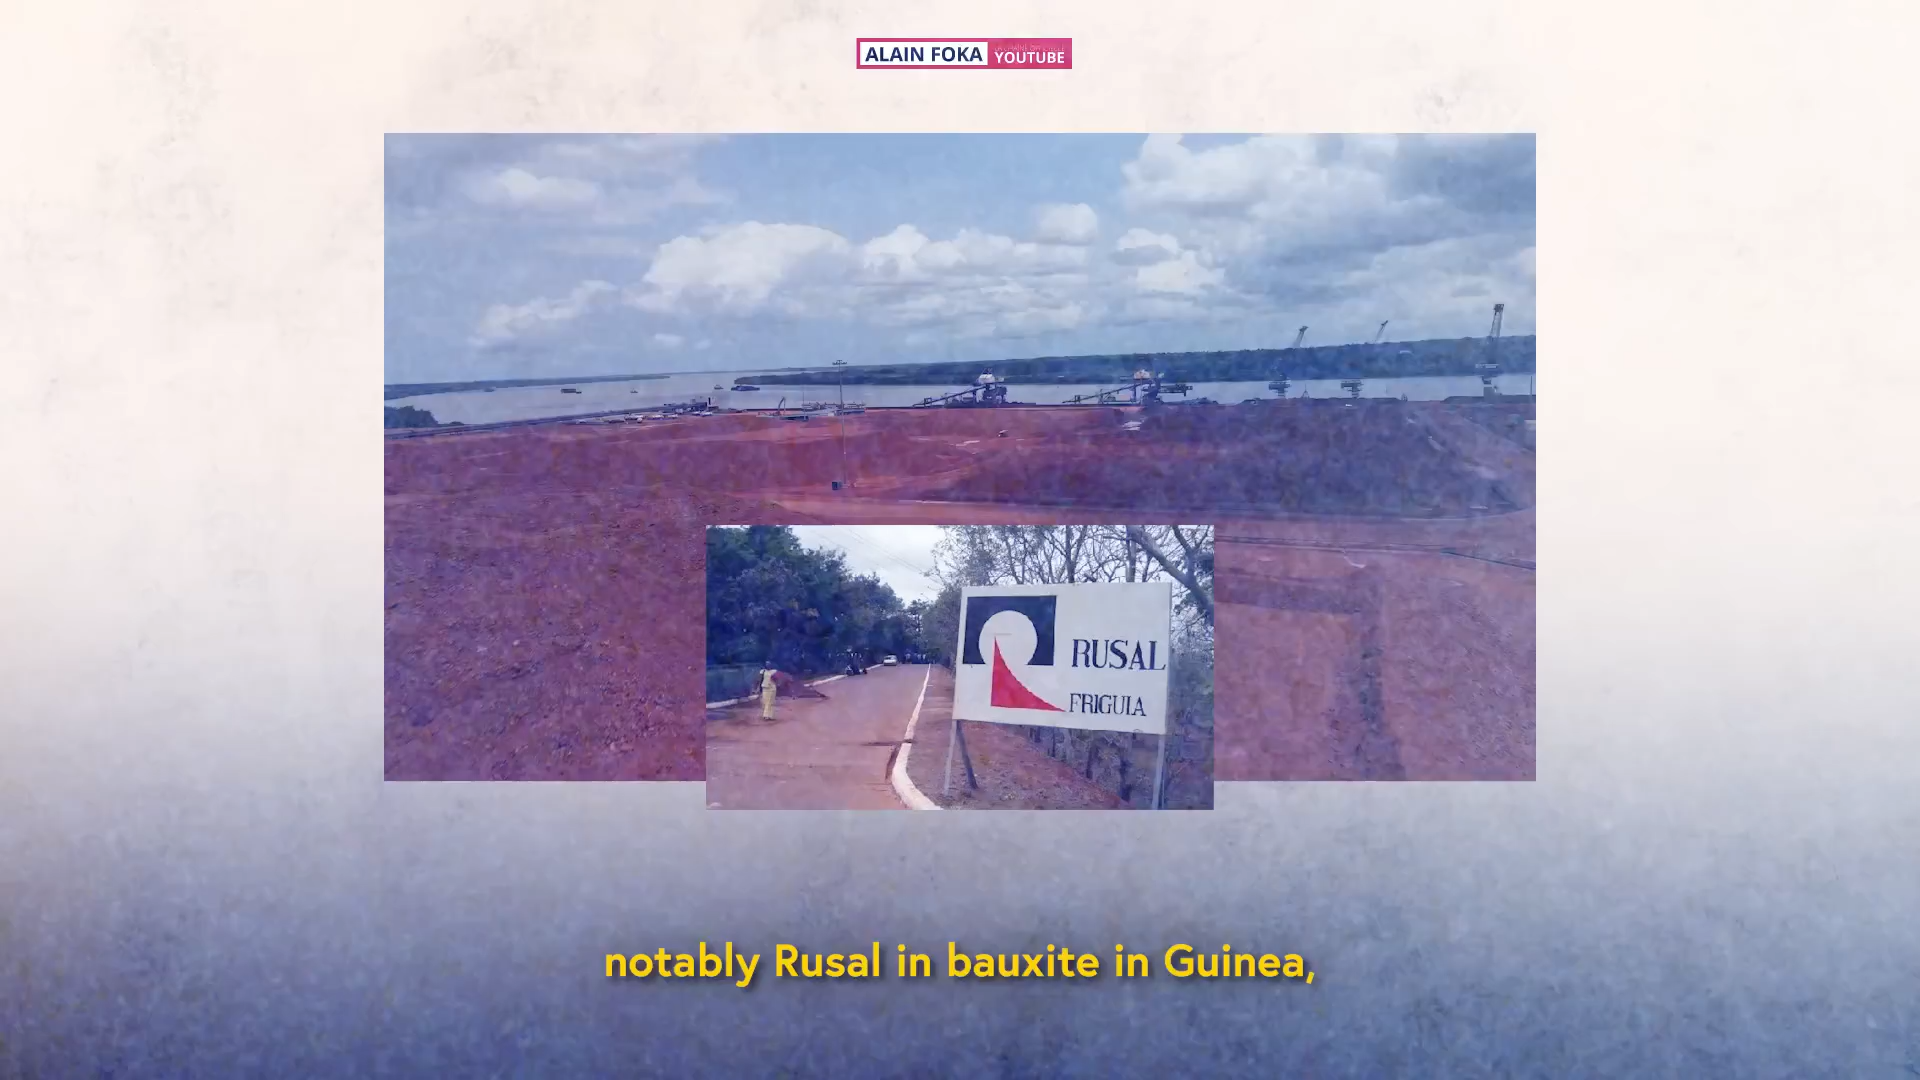 ALAIN FOKA
YOUTUBE
RUSAL
FRIGUIA
notably Rusal in bauxite in Guinea,